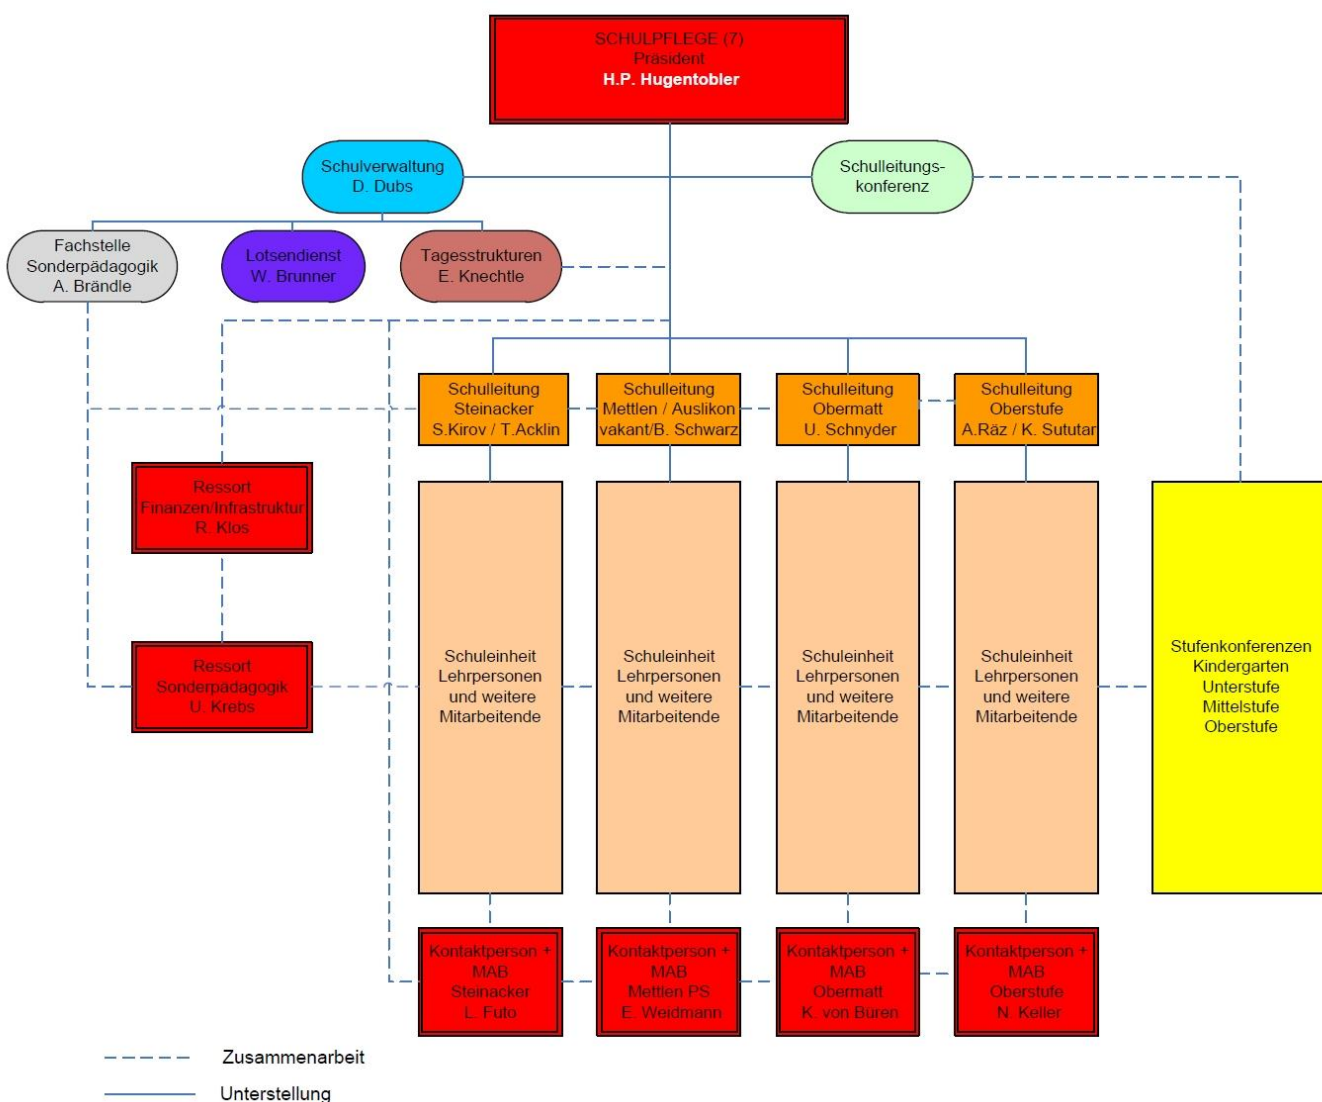 SCHULPFLEGE (7)
Präsident
H.P. Hugentobler
Schulverwaltung
D. Dubs
Schulleitungs-
konferenz
Fachstelle
Sonderpädagogik
A. Brändle
Lotsendienst
W. Brunner
Tagesstrukturen
E. Knechtle
Schulleitung
Steinacker
S.Kirov / T.Acklin
Schulleitung
Mettlen / Auslikon
vakant/B. Schwarz
Schulleitung
Obermatt
U. Schnyder
Schulleitung
Oberstufe
A.Räz / K. Sututar
Ressort
Finanzen/Infrastruktur
R. Klos
Ressort
Sonderpädagogik
U. Krebs
Schuleinheit
Lehrpersonen
und weitere
Mitarbeitende
Schuleinheit
Lehrpersonen
und weitere
Mitarbeitende
Schuleinheit
Lehrpersonen
und weitere
Mitarbeitende
Schuleinheit
Lehrpersonen
und weitere
Mitarbeitende
Stufenkonferenzen
Kindergarten
Unterstufe
Mittelstufe
Oberstufe
Kontaktperson +
MAB
Steinacker
L. Futo
Kontaktperson +
MAB
Mettlen PS
E. Weidmann
Kontaktperson +
MAB
Obermatt
K. von Büren
Kontaktperson +
MAB
Oberstufe
N. Keller
Zusammenarbeit
Unterstellung